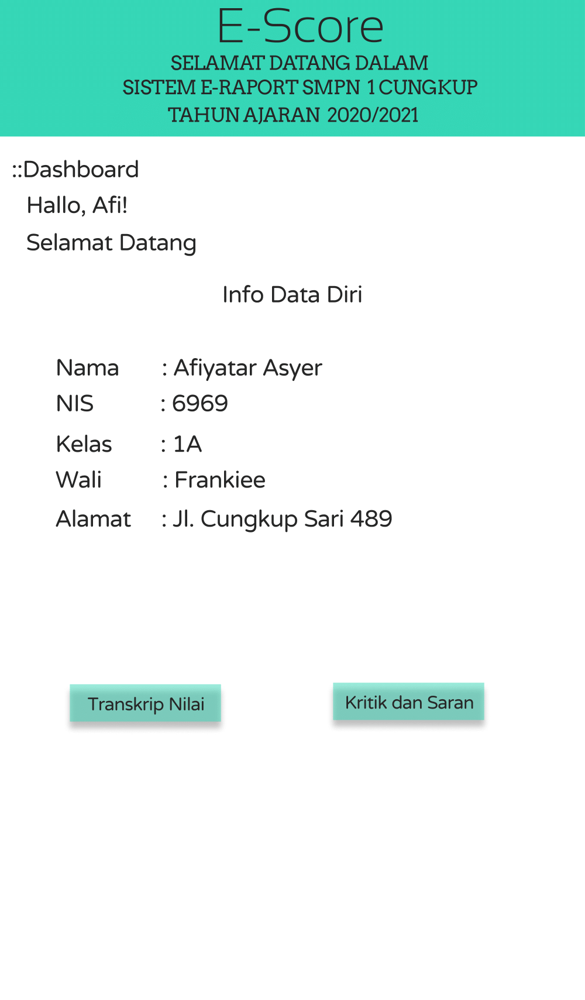 E-Score
SELAMAT DATANG DALAM
SISTEM E-RAPORT SMPN 1 CUNGKUP
TAHUN AJARAN 2020/2021
::Dashboard
Hallo, Afi!
Selamat Datang
Info Data Diri
Nama : Afiyatar Asyer
NIS : 6969
Kelas : 1A
Wali : Frankiee
Alamat : Jl. Cungkup Sari 489
Transkrip Nilai
Kritik dan Saran